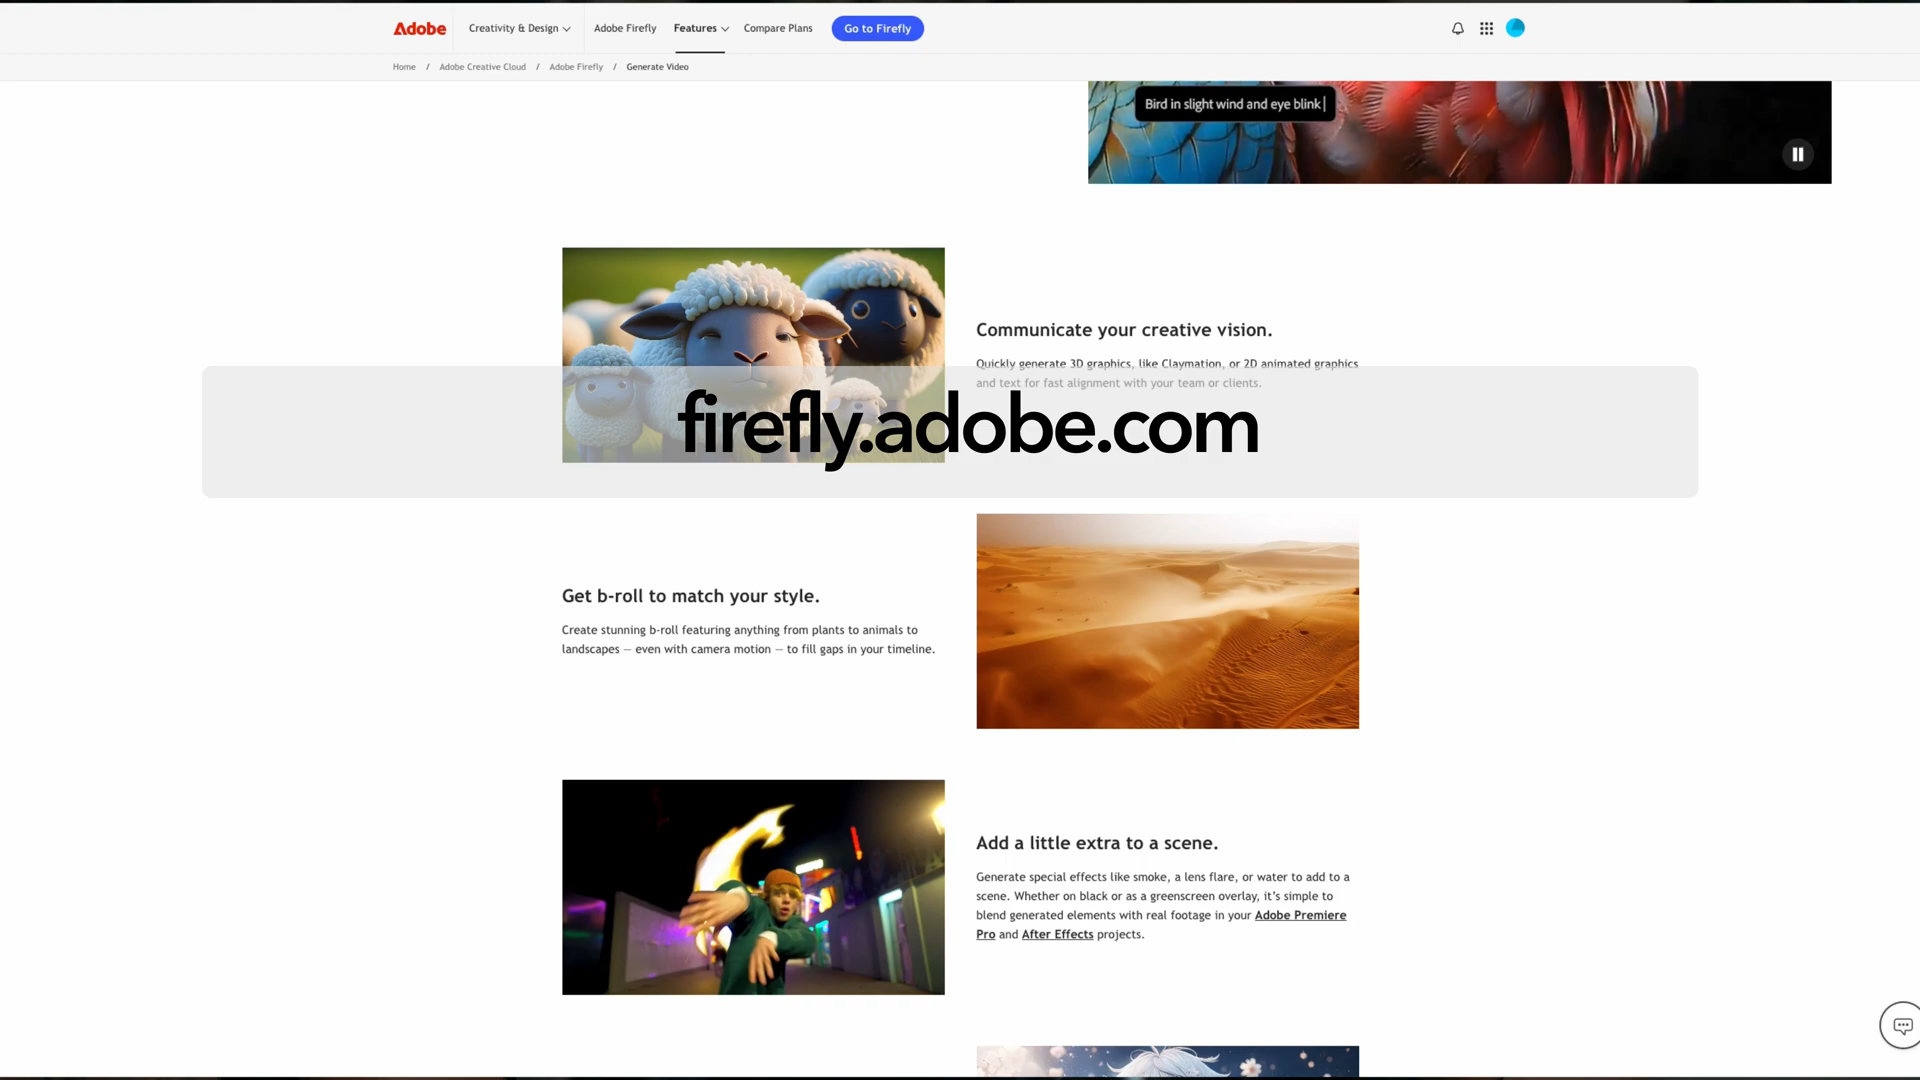 Adobe
Creativity & Design
Adobe Firefly
Features
Compare Plans
Go to Firefly
Home / Adobe Creative Cloud / Adobe Firefly / Generate Video
Bird in slight wind and eye blink
Communicate your creative vision.
Quickly generate 3D graphics, like Claymation, or 2D animated graphics
and text for fast alignment with your team or clients.
firefly.adobe.com
Get b-roll to match your style.
Create stunning b-roll featuring anything from plants to animals to
landscapes — even with camera motion — to fill gaps in your timeline.
Add a little extra to a scene.
Generate special effects like smoke, a lens flare, or water to add to a
scene. Whether on black or as a greenscreen overlay, it's simple to
blend generated elements with real footage in your Adobe Premiere
Pro and After Effects projects.